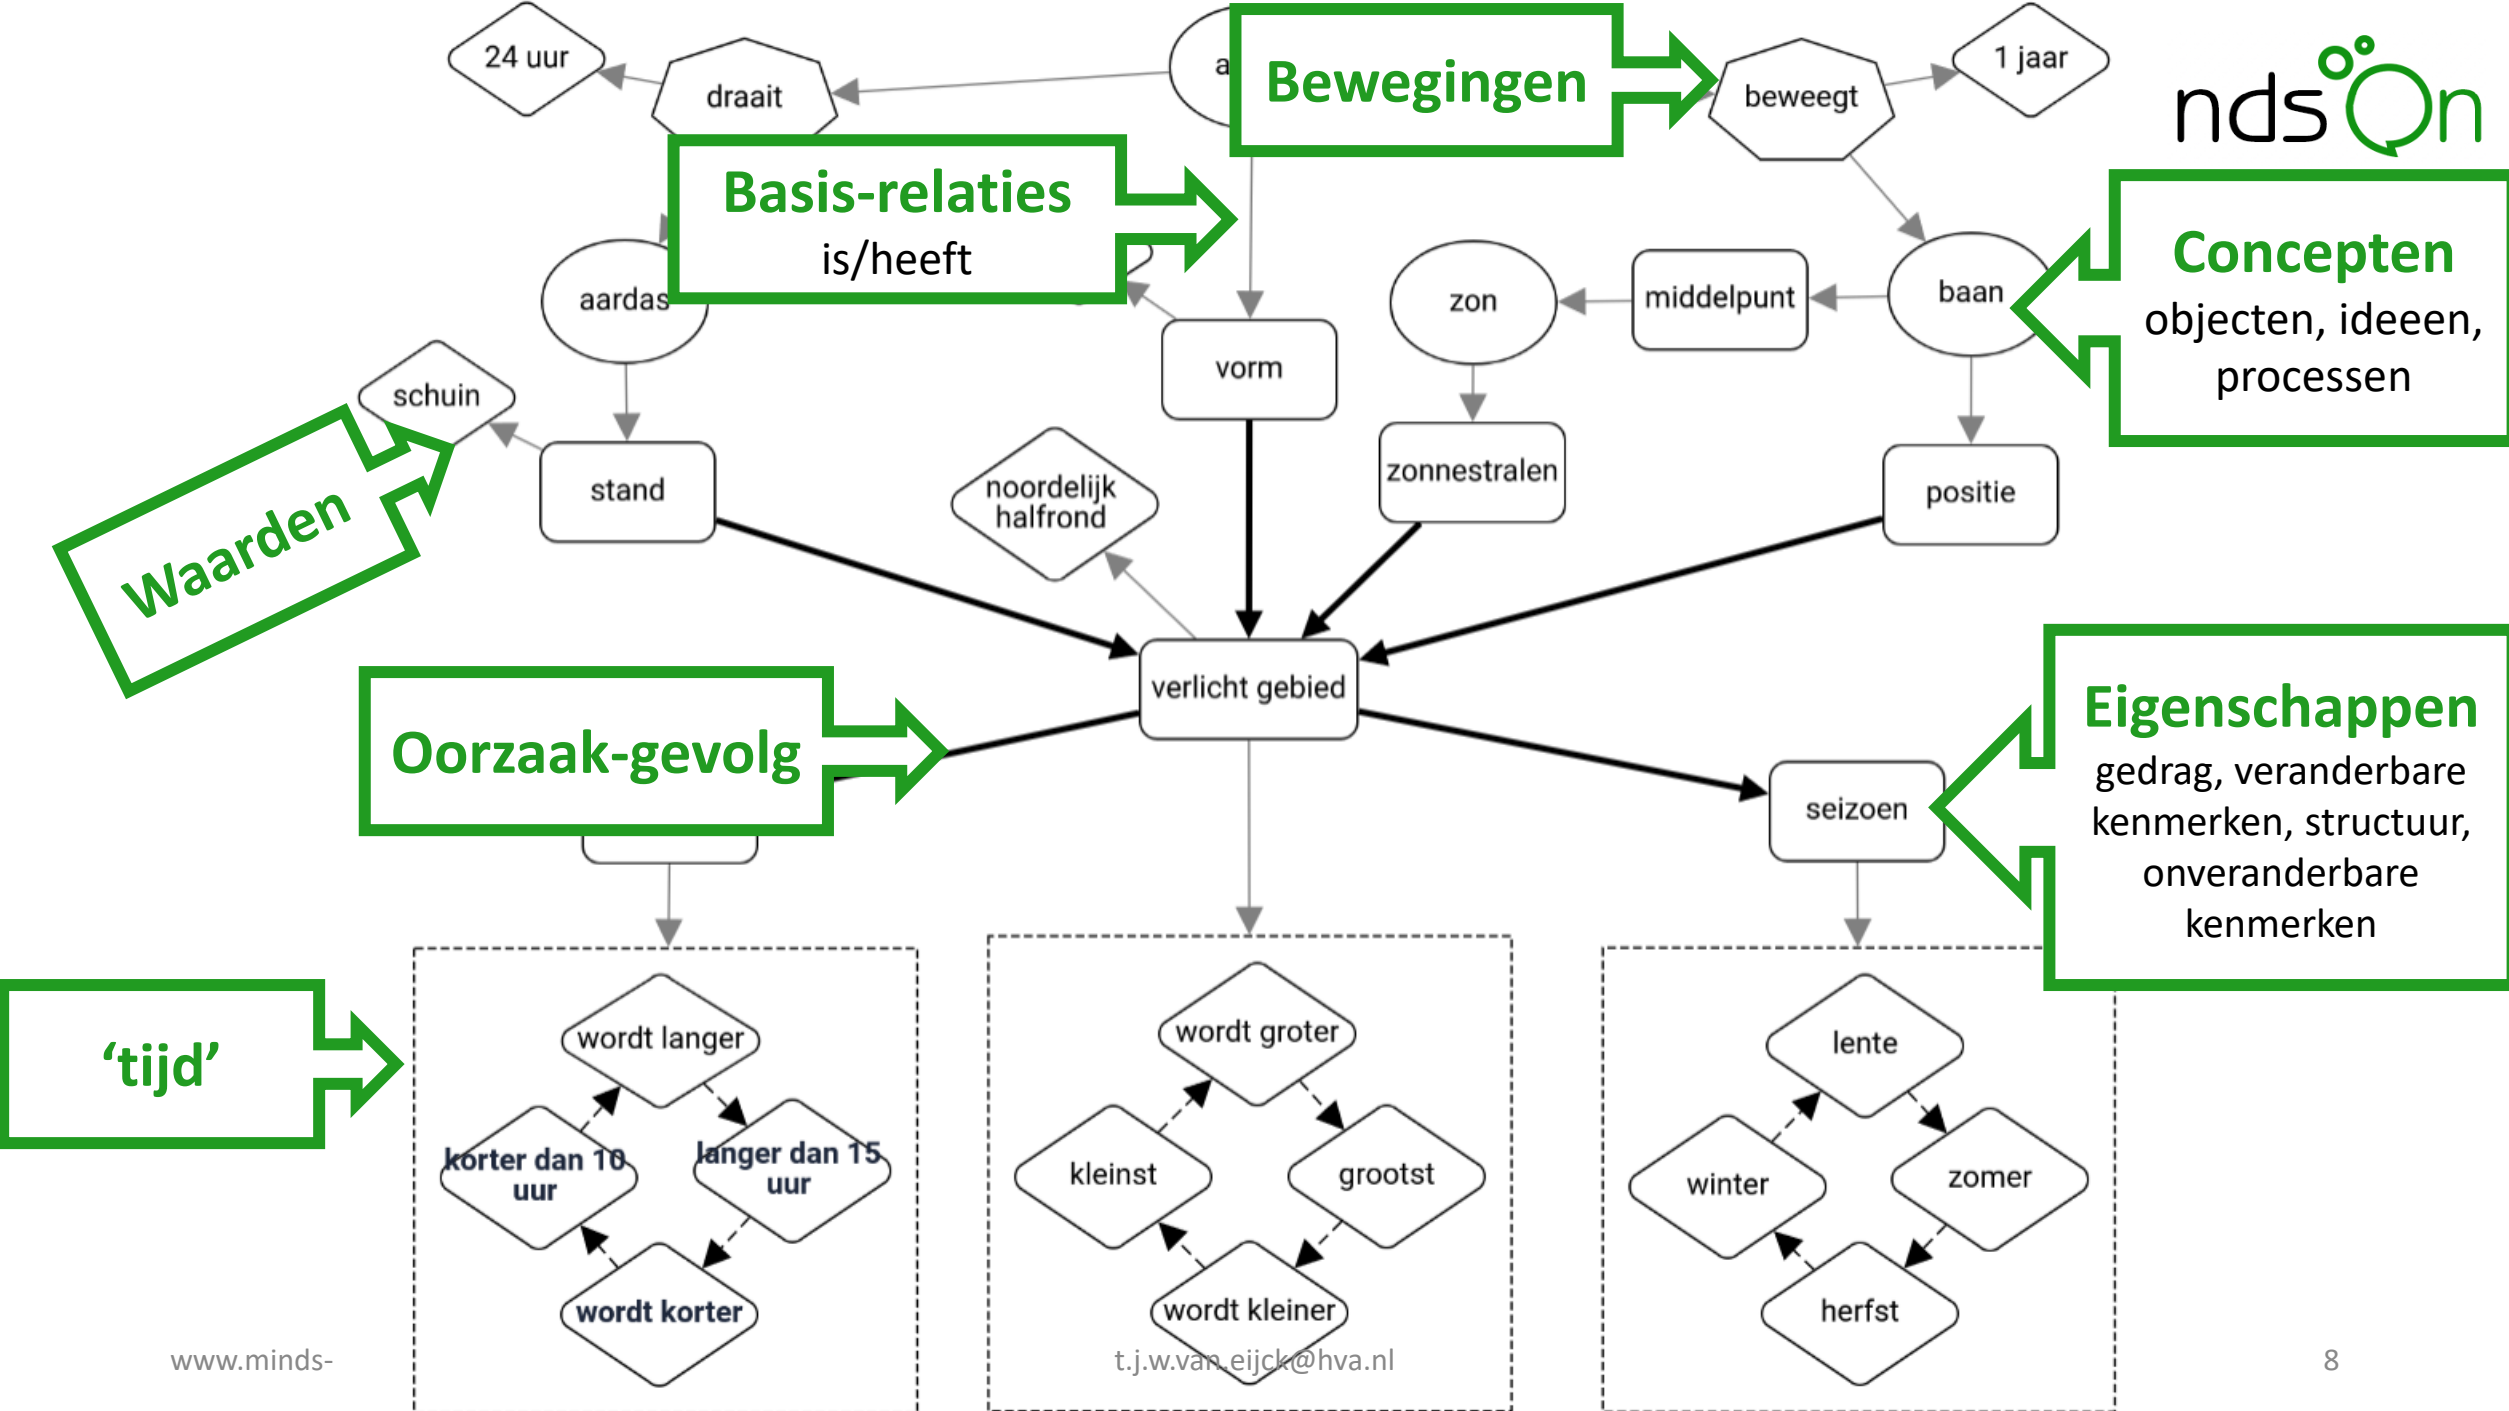 24 uur
draait
a
Bewegingen
beweegt
1 jaar
ndsOn
Basis-relaties
is/heeft
aardas
vorm
zon
middelpunt
baan
Concepten
objecten, ideeen,
processen
schuin
Waarden
stand
noordelijk
halfrond
zonnestralen
positie
verlicht gebied
Oorzaak-gevolg
seizoen
Eigenschappen
gedrag, veranderbare
kenmerken, structuur,
onveranderbare
kenmerken
‘tijd’
wordt langer
korter dan 10
uur
langer dan 15
uur
wordt korter
wordt groter
kleinst
grootst
wordt kleiner
lente
winter
zomer
herfst
www.minds-
t.j.w.van.eijck@hva.nl
8